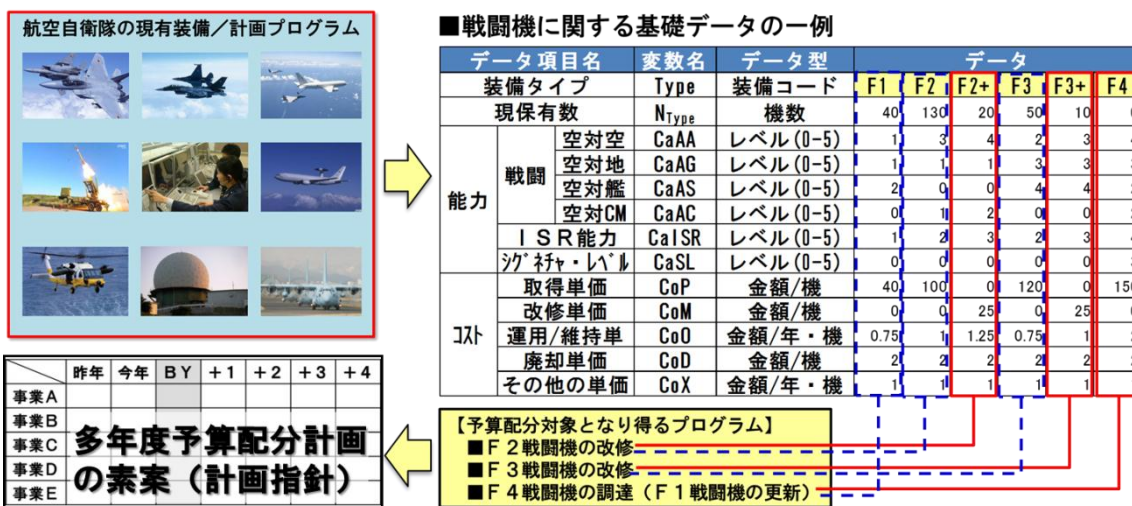 航空自衛隊の現有装備／計画プログラム
■戦闘機に関する基礎データの一例
データ項目名 変数名 データ型 データ
装備タイプ Type 装備コード F1 F2 F2+ F3 F3+ F4
現保有数 NType 機数 40 130 20 50 10
能力 戦闘 空対空 CaAA レベル(0-5) 1 3 4 2 3
空対地 CaAG レベル(0-5) 1 1 1 3 3
空対艦 CaAS レベル(0-5) 2 0 0 4 4
空対CM CaAC レベル(0-5) 0 1 2 0 0
ＩＳＲ能力 CaISR レベル(0-5) 1 2 3 2 3
ｼｸﾞﾈﾁｬ・ﾚﾍﾞﾙ CaSL レベル(0-5) 0 0 0 0 0
ｺｽﾄ 取得単価 CoP 金額/機 40 100 0 120 0 150
改修単価 CoM 金額/機 0 0 25 0 25
運用/維持単 CoO 金額/年・機 0.75 1 1.25 0.75 1
廃却単価 CoD 金額/機 2 2 2 2 2
その他の単価 CoX 金額/年・機 1 1 1 1 1
昨年 今年 BY +1 +2 +3 +4
事業A
事業B
事業C
事業D
事業E
多年度予算配分計画
の素案（計画指針）
【予算配分対象となり得るプログラム】
■Ｆ２戦闘機の改修
■Ｆ３戦闘機の改修
■Ｆ４戦闘機の調達（Ｆ１戦闘機の更新）